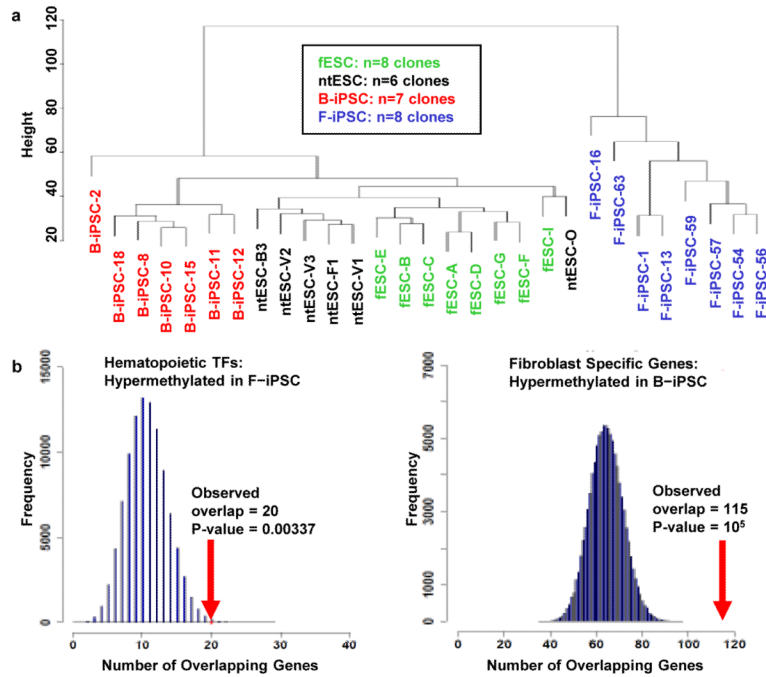 a
Height
120
100
80
60
40
20
fESC: n=8 clones
ntESC: n=6 clones
B-iPSC: n=7 clones
F-iPSC: n=8 clones
B-iPSC-2
B-iPSC-18
B-iPSC-8
B-iPSC-10
B-iPSC-15
B-iPSC-11
B-iPSC-12
ntESC-B3
ntESC-V2
ntESC-V3
ntESC-F1
ntESC-V1
fESC-E
fESC-B
fESC-C
fESC-A
fESC-D
fESC-G
fESC-F
fESC-I
ntESC-O
F-iPSC-16
F-iPSC-63
F-iPSC-1
F-iPSC-13
F-iPSC-59
F-iPSC-57
F-iPSC-54
F-iPSC-56
b
Hematopoietic TFs:
Hypermethylated in F−iPSC
Frequency
15000
10000
5000
0
Observed
overlap = 20
P-value = 0.00337
0 10 20 30 40
Number of Overlapping Genes
Fibroblast Specific Genes:
Hypermethylated in B−iPSC
Frequency
7000
5000
3000
1000
0
Observed
overlap = 115
P-value = 10⁵
0 20 40 60 80 100 120
Number of Overlapping Genes